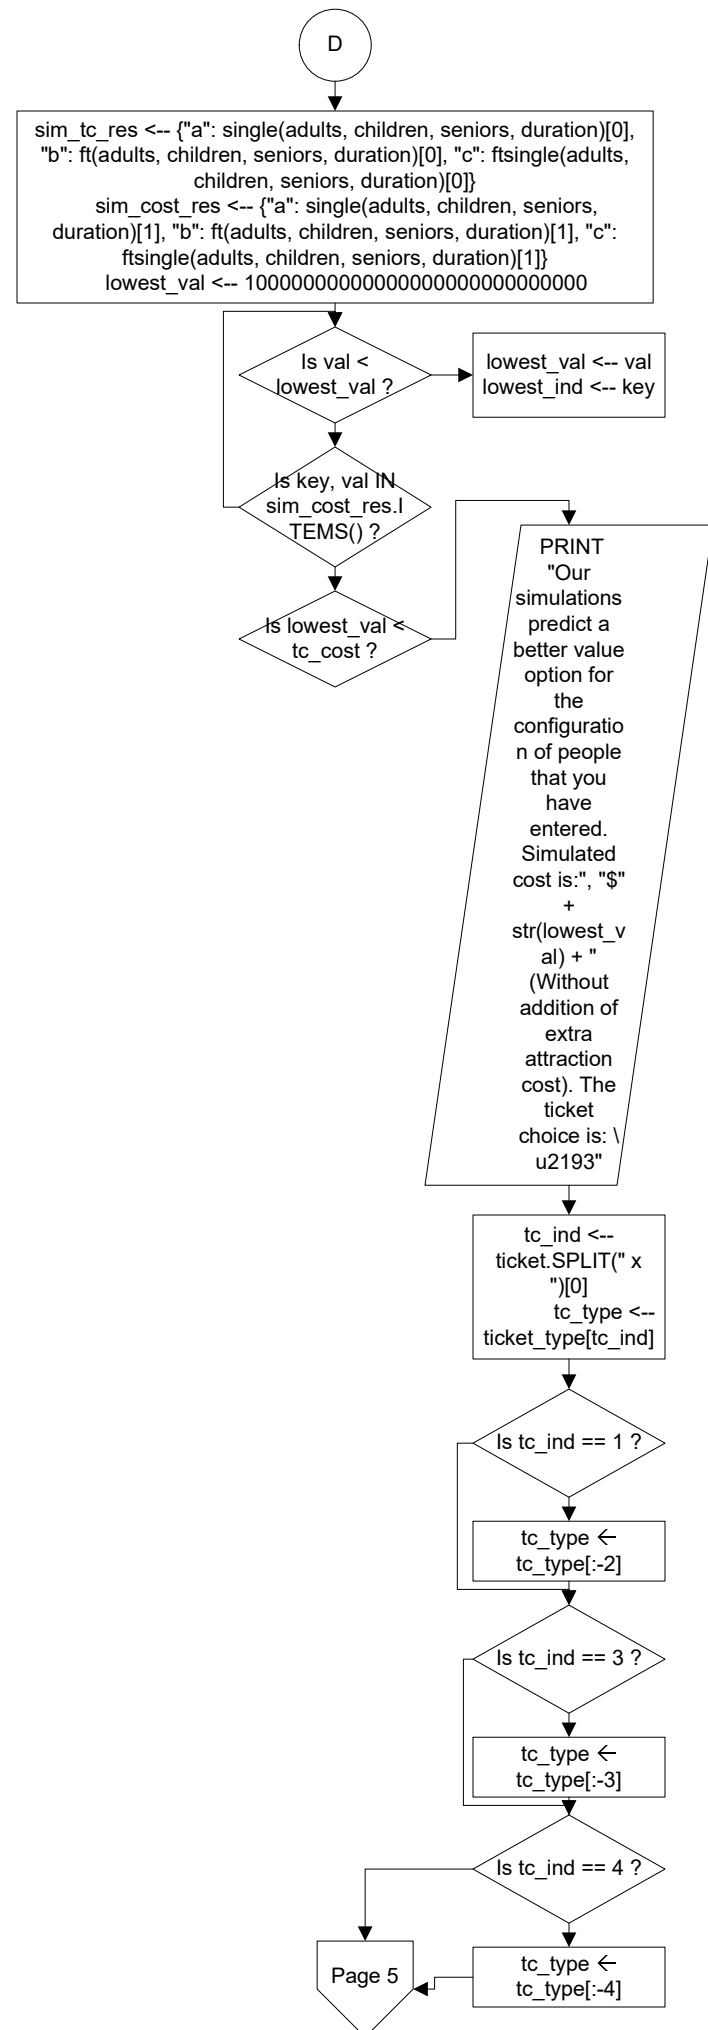 D
sim_tc_res <-- {"a": single(adults, children, seniors, duration)[0],
"b": ft(adults, children, seniors, duration)[0], "c": ftsingle(adults,
children, seniors, duration)[0]}
sim_cost_res <-- {"a": single(adults, children, seniors,
duration)[1], "b": ft(adults, children, seniors, duration)[1], "c":
ftsingle(adults, children, seniors, duration)[1]}
lowest_val <-- 10000000000000000000000000000
Is val <
lowest_val ?
lowest_val <-- val
lowest_ind <-- key
Is key, val IN
sim_cost_res.I
TEMS() ?
Is lowest_val <
tc_cost ?
PRINT
"Our
simulations
predict a
better value
option for
the
configuratio
n of people
that you
have
entered.
Simulated
cost is:", "$"
+
str(lowest_v
al) + "
(Without
addition of
extra
attraction
cost). The
ticket
choice is: \
u2193"
tc_ind <--
ticket.SPLIT(" x
")[0]
tc_type <--
ticket_type[tc_ind]
Is tc_ind == 1 ?
tc_type ←
tc_type[:-2]
Is tc_ind == 3 ?
tc_type ←
tc_type[:-3]
Is tc_ind == 4 ?
tc_type ←
tc_type[:-4]
Page 5